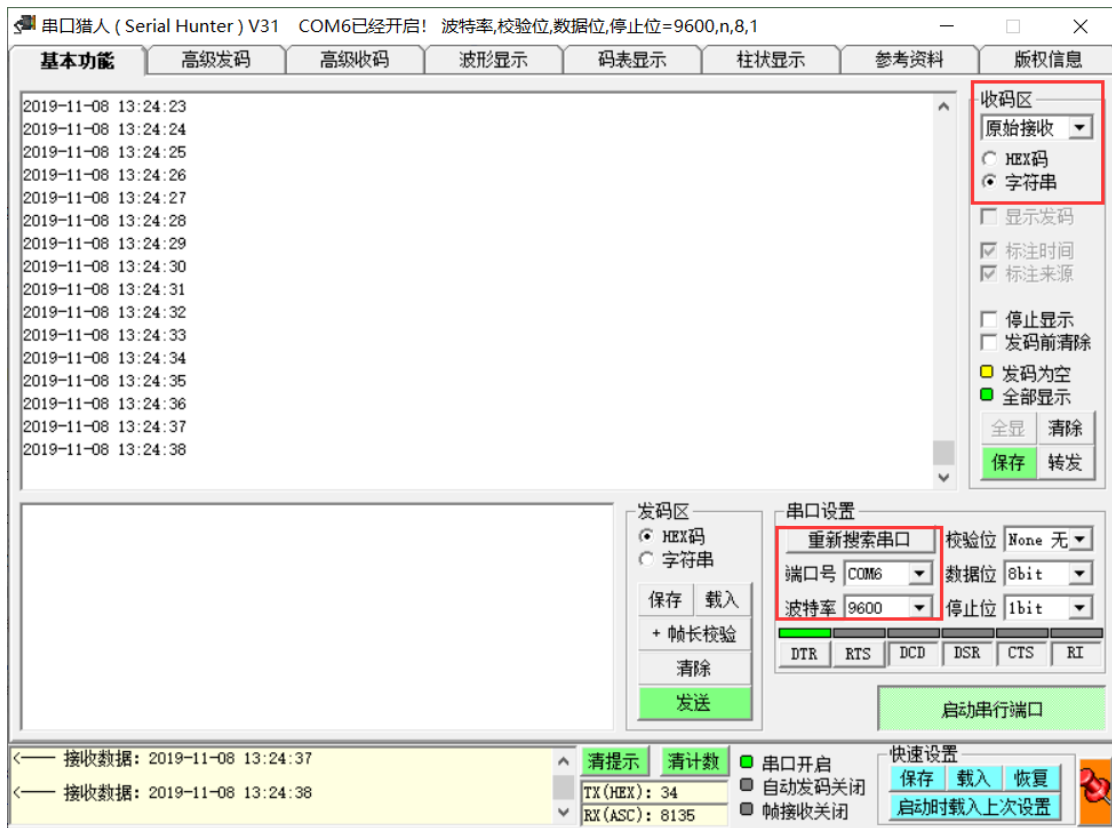 串口猎人 ( Serial Hunter ) V31 COM6已经开启! 波特率,校验位,数据位,停止位=9600,n,8,1
基本功能 高级发码 高级收码 波形显示 码表显示 柱状显示 参考资料 版权信息
2019-11-08 13:24:23
2019-11-08 13:24:24
2019-11-08 13:24:25
2019-11-08 13:24:26
2019-11-08 13:24:27
2019-11-08 13:24:28
2019-11-08 13:24:29
2019-11-08 13:24:30
2019-11-08 13:24:31
2019-11-08 13:24:32
2019-11-08 13:24:33
2019-11-08 13:24:34
2019-11-08 13:24:35
2019-11-08 13:24:36
2019-11-08 13:24:37
2019-11-08 13:24:38
收码区
原始接收
HEX码
字符串
显示发码
标注时间
标注来源
停止显示
发码前清除
发码为空
全部显示
全显 清除
保存 转发
发码区
HEX码
字符串
保存 载入
+ 帧长校验
清除
发送
串口设置
重新搜索串口 校验位 None 无
端口号 COM6 数据位 8bit
波特率 9600 停止位 1bit
DTR RTS DCD DSR CTS RI
启动串行端口
<—— 接收数据: 2019-11-08 13:24:37
<—— 接收数据: 2019-11-08 13:24:38
清提示 清计数
TX(HEX): 34
RX(ASC): 8135
串口开启
自动发码关闭
帧接收关闭
快速设置
保存 载入 恢复
启动时载入上次设置